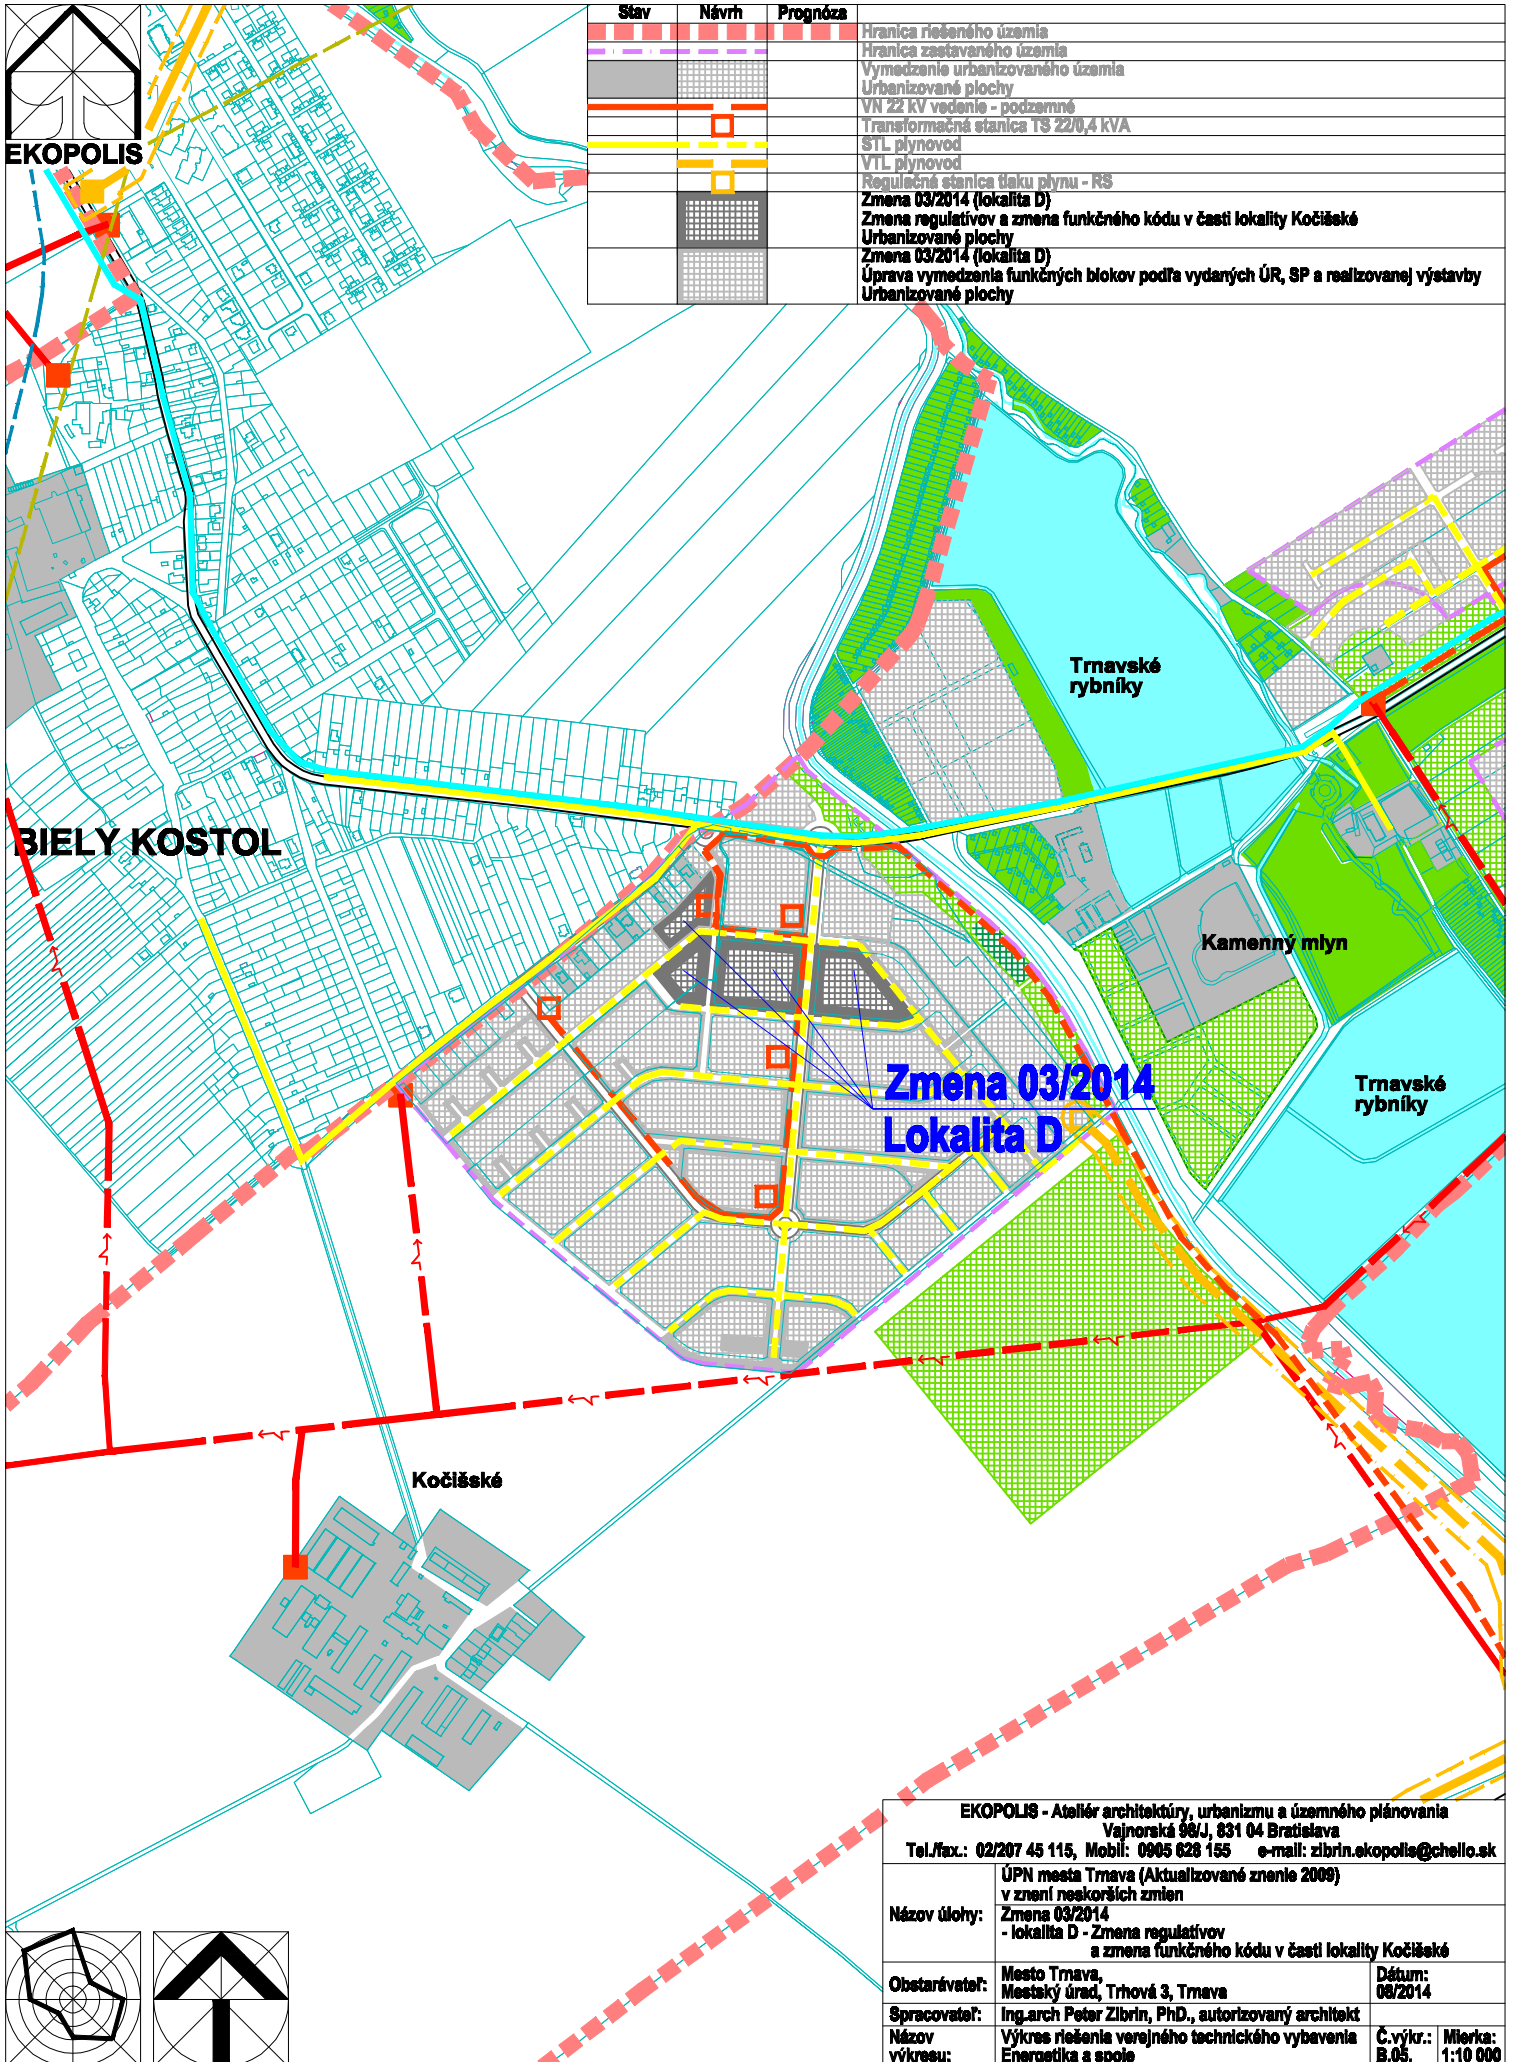 Stav Návrh Prognóza
Hranica riešeného územia
Hranica zastavaného územia
Vymedzenie urbanizovaného územia
Urbanizované plochy
VN 22 kV vedenie - podzemné
Transformačná stanica TS 22/0,4 kVA
STL plynovod
VTL plynovod
Regulačná stanica tlaku plynu - RS
Zmena 03/2014 (lokalita D)
Zmena regulatívov a zmena funkčného kódu v časti lokality Kočišské
Urbanizované plochy
Zmena 03/2014 (lokalita D)
Úprava vymedzenia funkčných blokov podľa vydaných ÚR, SP a realizovanej výstavby
Urbanizované plochy
EKOPOLIS
Trnavské
rybníky
BIELY KOSTOL
Kamenný mlyn
Zmena 03/2014
Lokalita D
Trnavské
rybníky
Kočišské
EKOPOLIS - Ateliér architektúry, urbanizmu a územného plánovania
Vajnorská 98/J, 831 04 Bratislava
Tel./fax.: 02/207 45 115, Mobil: 0905 628 155 e-mail: zibrin.ekopolis@chello.sk
Názov úlohy:
ÚPN mesta Trnava (Aktualizované znenie 2009)
v znení neskorších zmien
Zmena 03/2014
- lokalita D - Zmena regulatívov
a zmena funkčného kódu v časti lokality Kočišské
Obstarávateľ: Mesto Trnava,
Mestský úrad, Trhová 3, Trnava
Dátum:
08/2014
Spracovateľ: Ing.arch Peter Zibrin, PhD., autorizovaný architekt
Názov
výkresu:
Výkres riešenia verejného technického vybavenia
Energetika a spoje
Č.výkr.:
B.05.
Mierka:
1:10 000